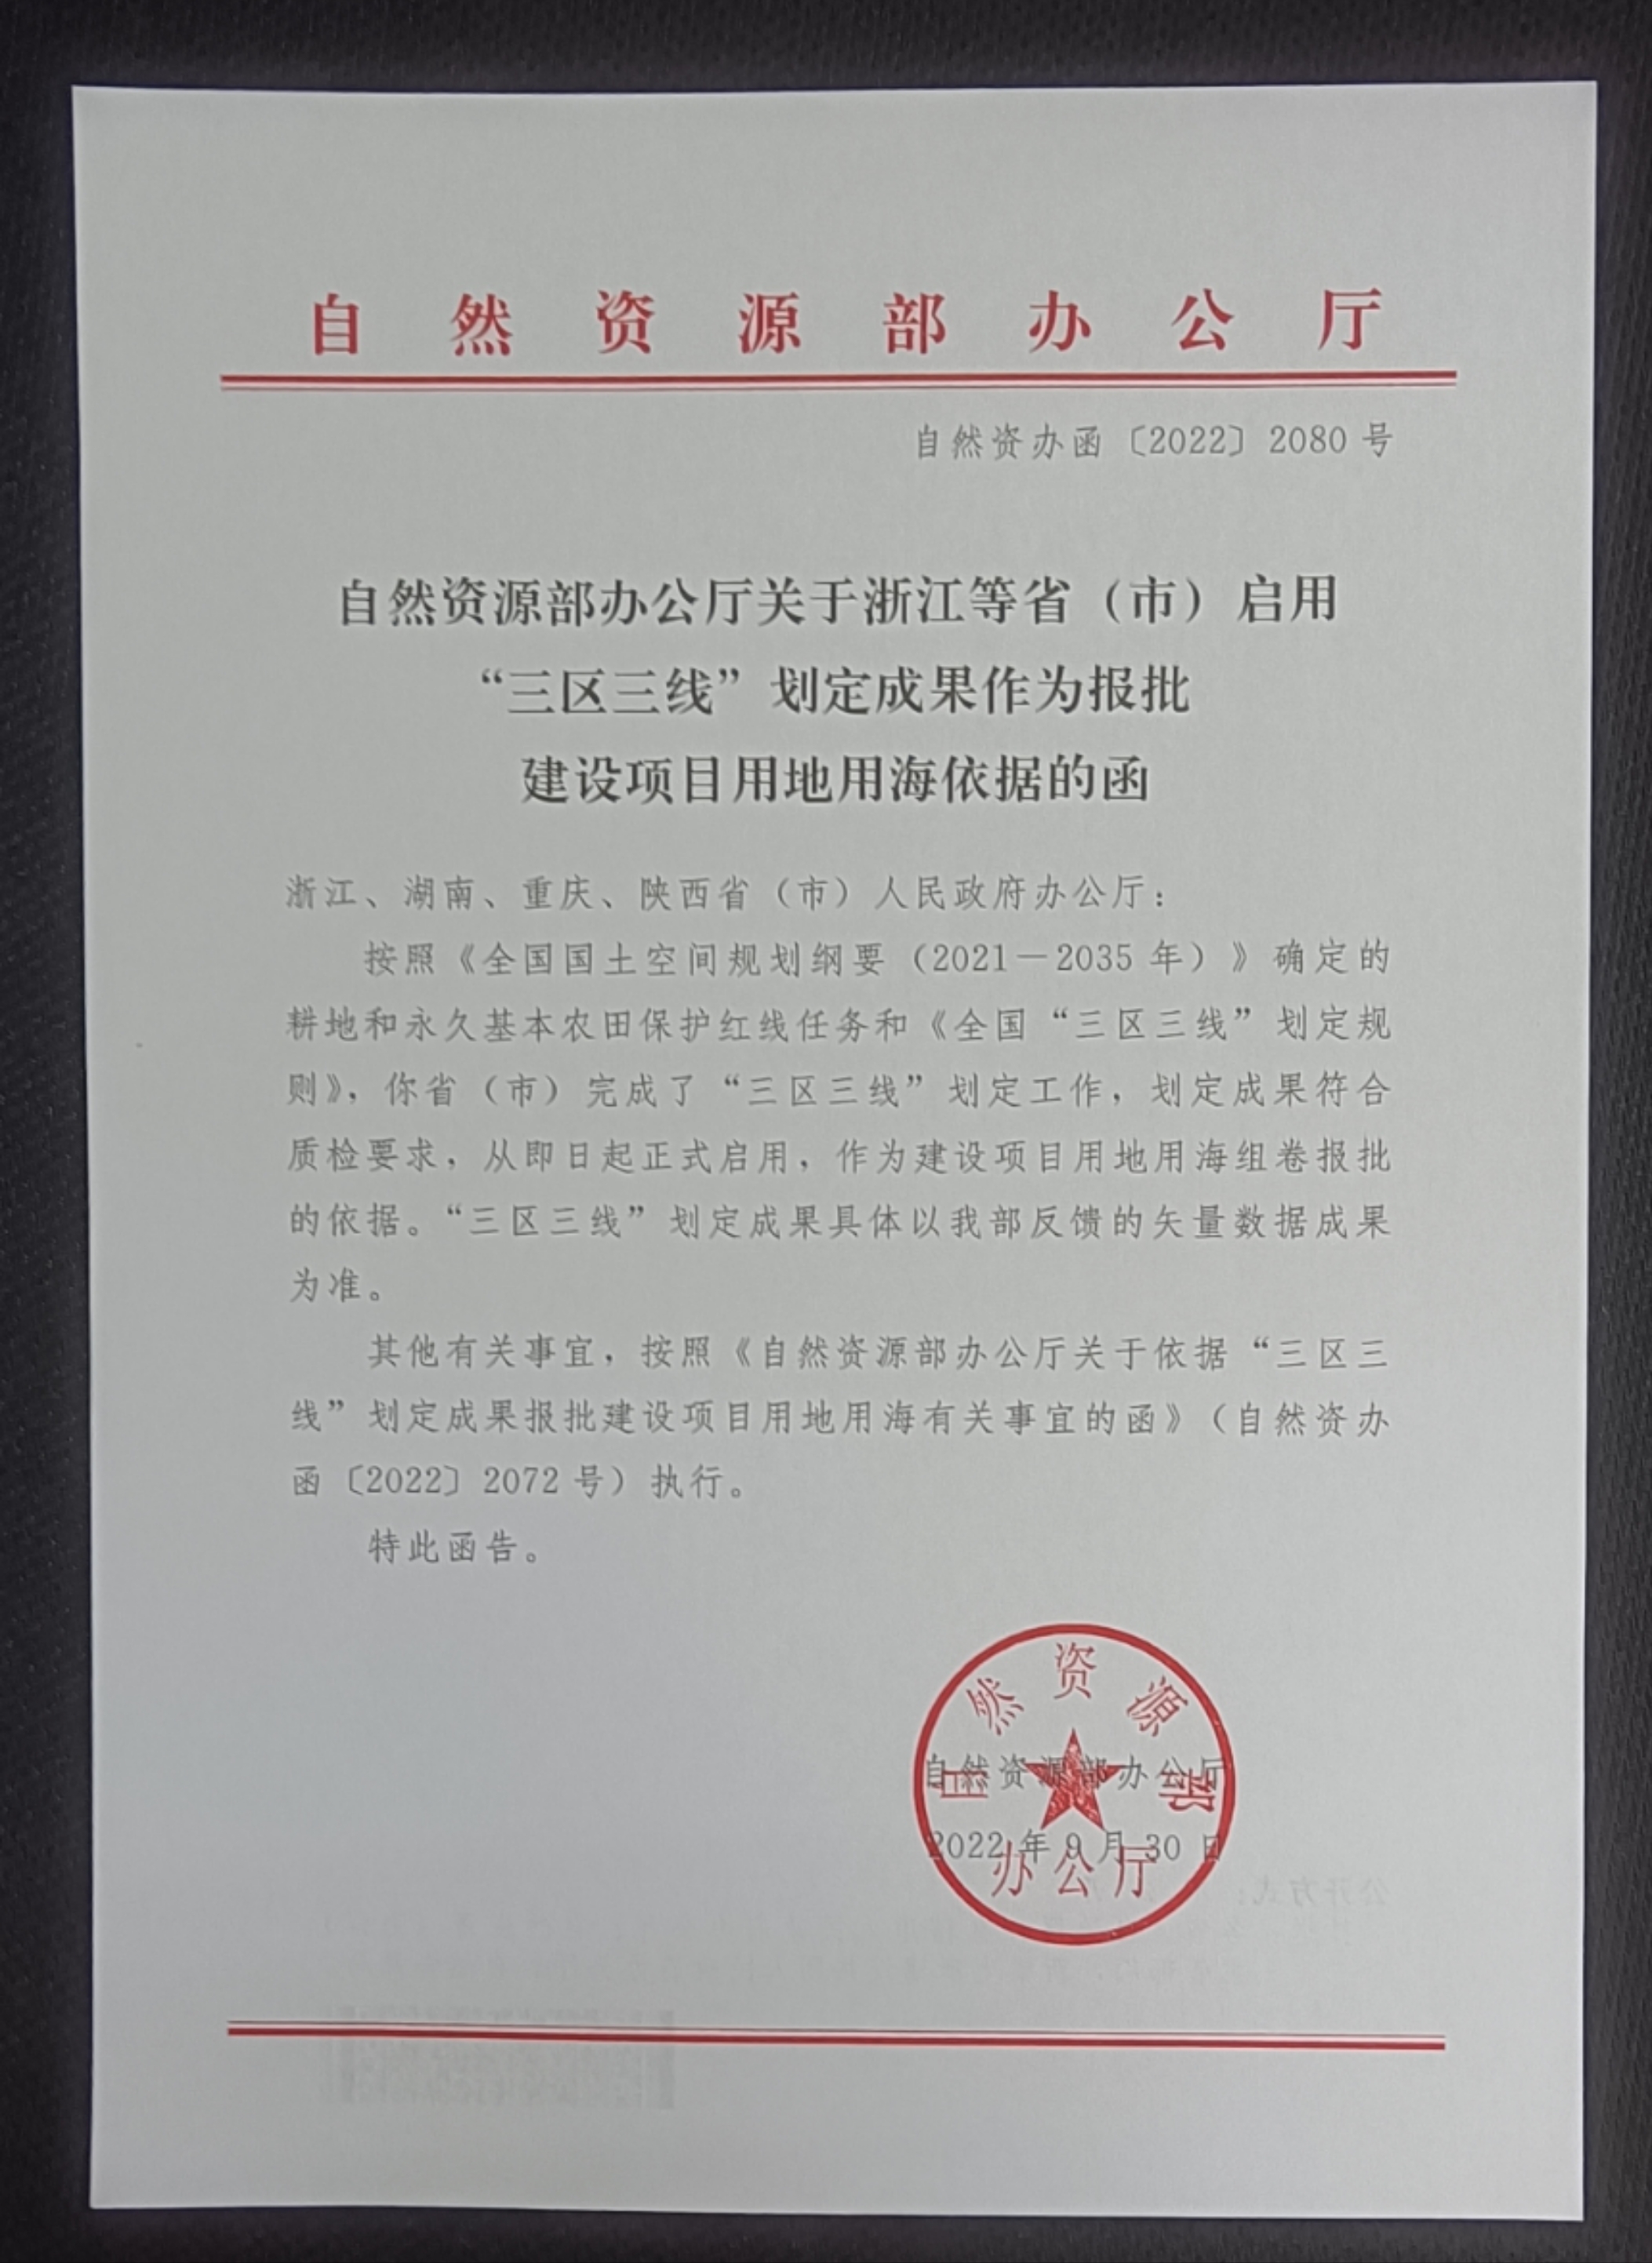 自然资源部办公厅
自然资办函〔2022〕2080号
自然资源部办公厅关于浙江等省（市）启用
“三区三线”划定成果作为报批
建设项目用地用海依据的函
浙江、湖南、重庆、陕西省（市）人民政府办公厅：
按照《全国国土空间规划纲要（2021—2035年）》确定的
耕地和永久基本农田保护红线任务和《全国“三区三线”划定规
则》，你省（市）完成了“三区三线”划定工作，划定成果符合
质检要求，从即日起正式启用，作为建设项目用地用海组卷报批
的依据。“三区三线”划定成果具体以我部反馈的矢量数据成果
为准。
其他有关事宜，按照《自然资源部办公厅关于依据“三区三
线”划定成果报批建设项目用地用海有关事宜的函》（自然资办
函〔2022〕2072号）执行。
特此函告。
自然资源部
自然资源部办公厅
2022年9月30日
办公厅
公开方式：